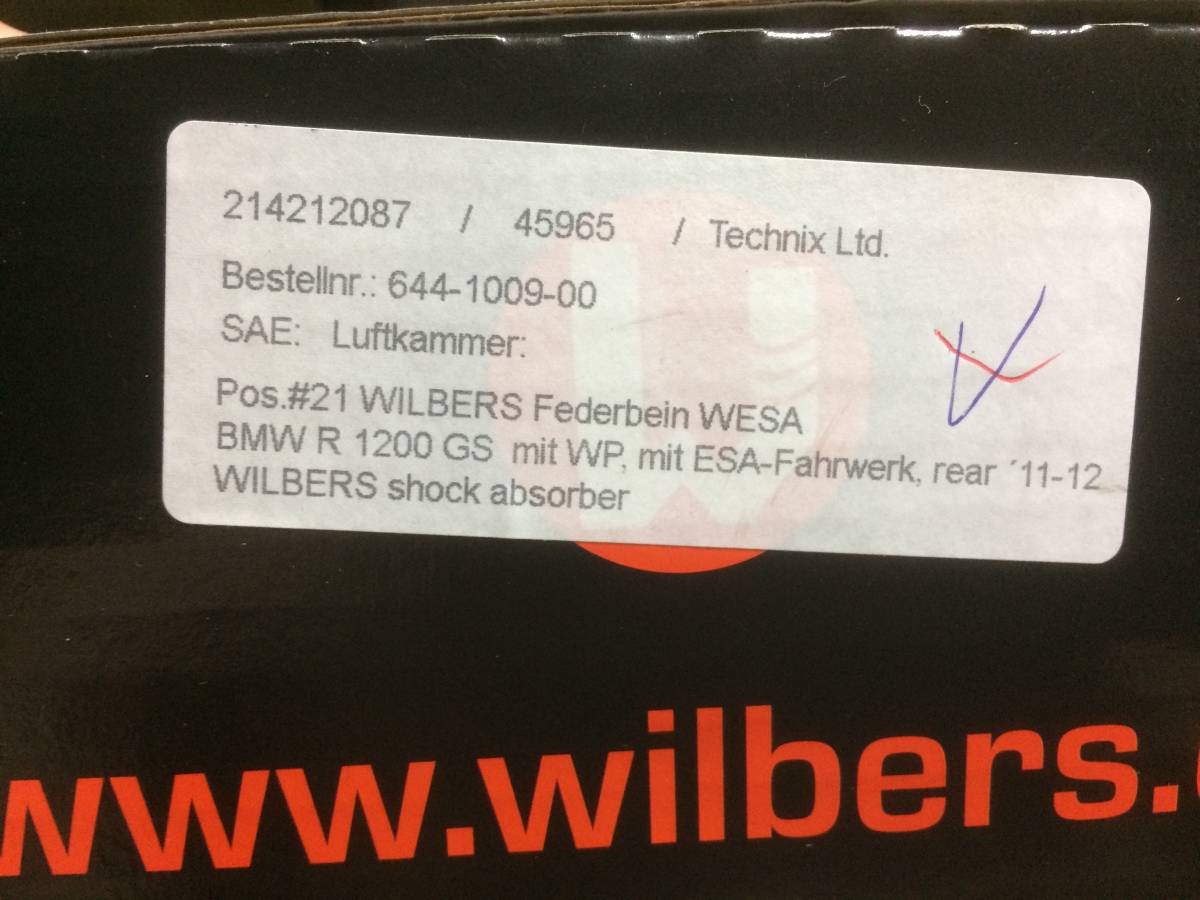 214212087 / 45965 / Technix Ltd.
Bestellnr.: 644-1009-00
SAE: Luftkammer:
Pos.#21 WILBERS Federbein WESA
BMW R 1200 GS mit WP, mit ESA-Fahrwerk, rear ´11-12
WILBERS shock absorber
www.wilbers.